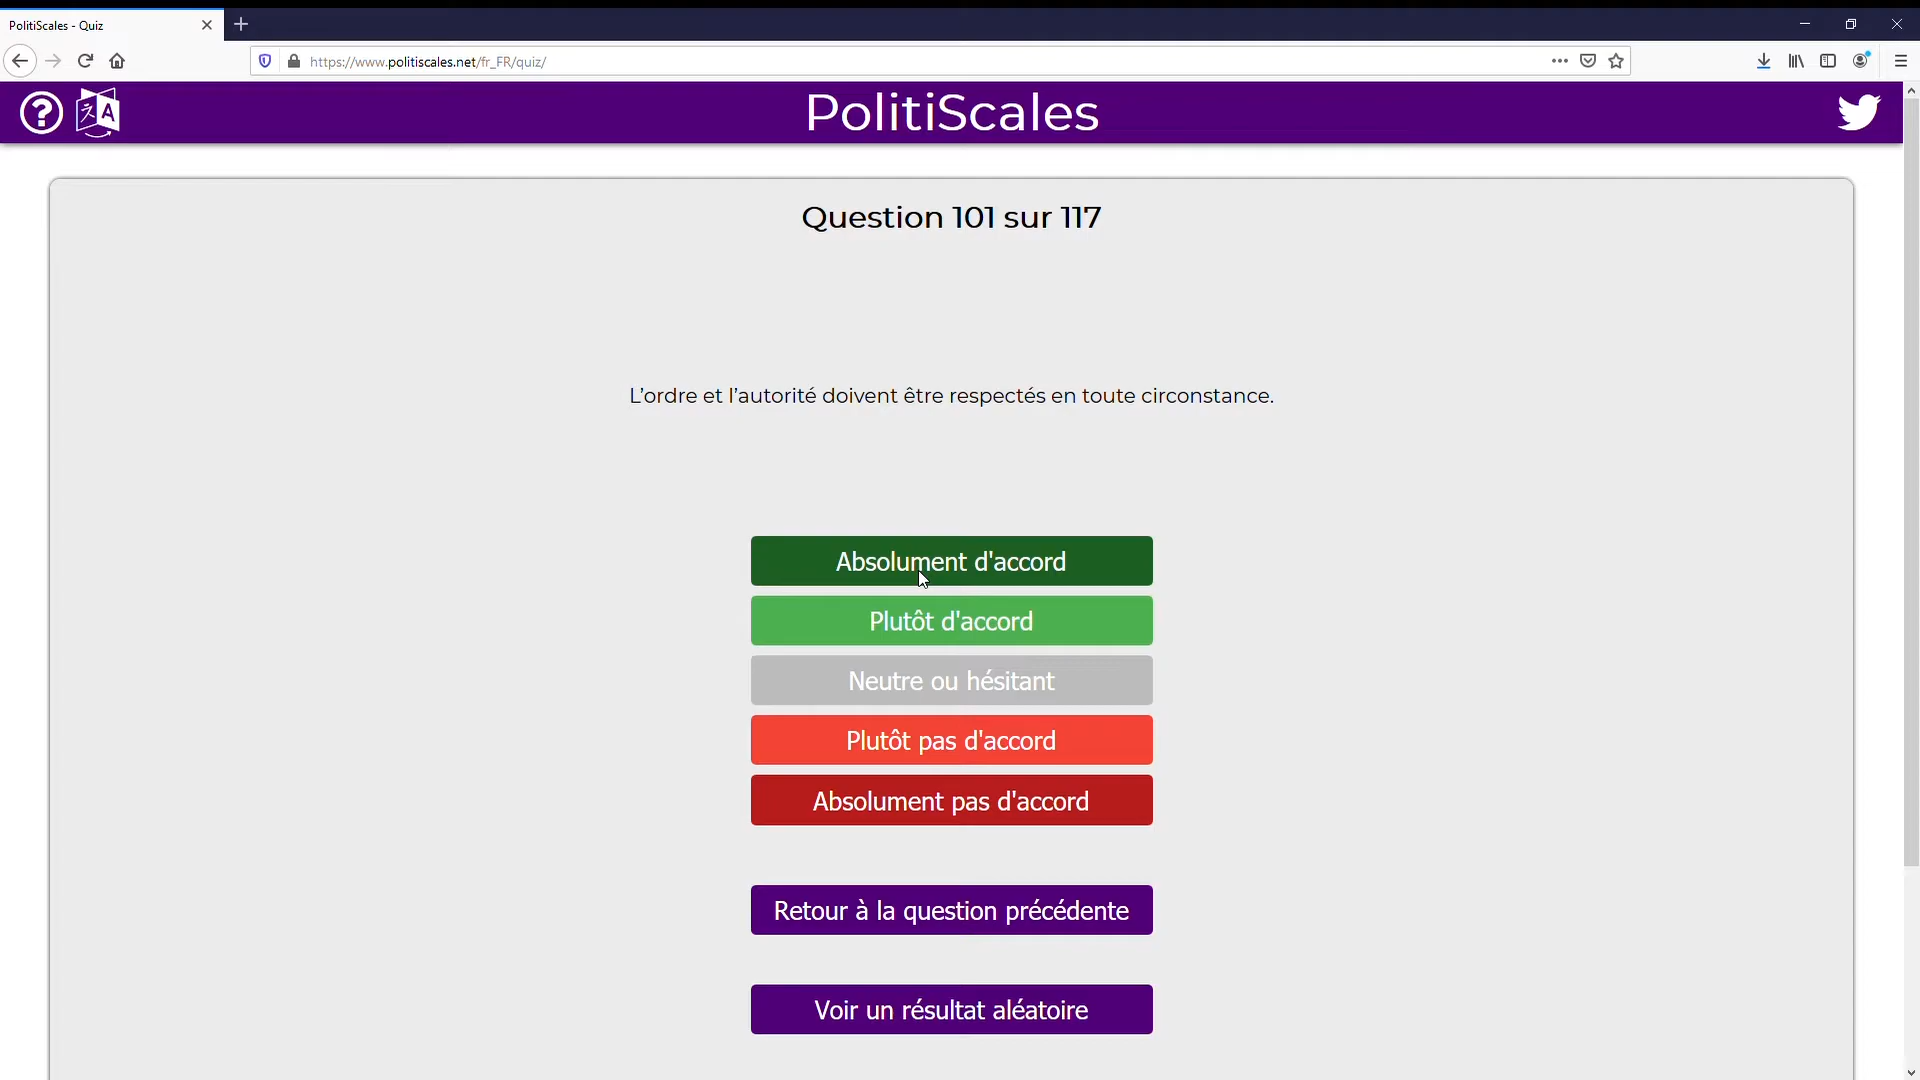 PolitiScales - Quiz
https://www.politiscales.net/fr_FR/quiz/
PolitiScales
Question 101 sur 117
L’ordre et l’autorité doivent être respectés en toute circonstance.
Absolument d'accord
Plutôt d'accord
Neutre ou hésitant
Plutôt pas d'accord
Absolument pas d'accord
Retour à la question précédente
Voir un résultat aléatoire